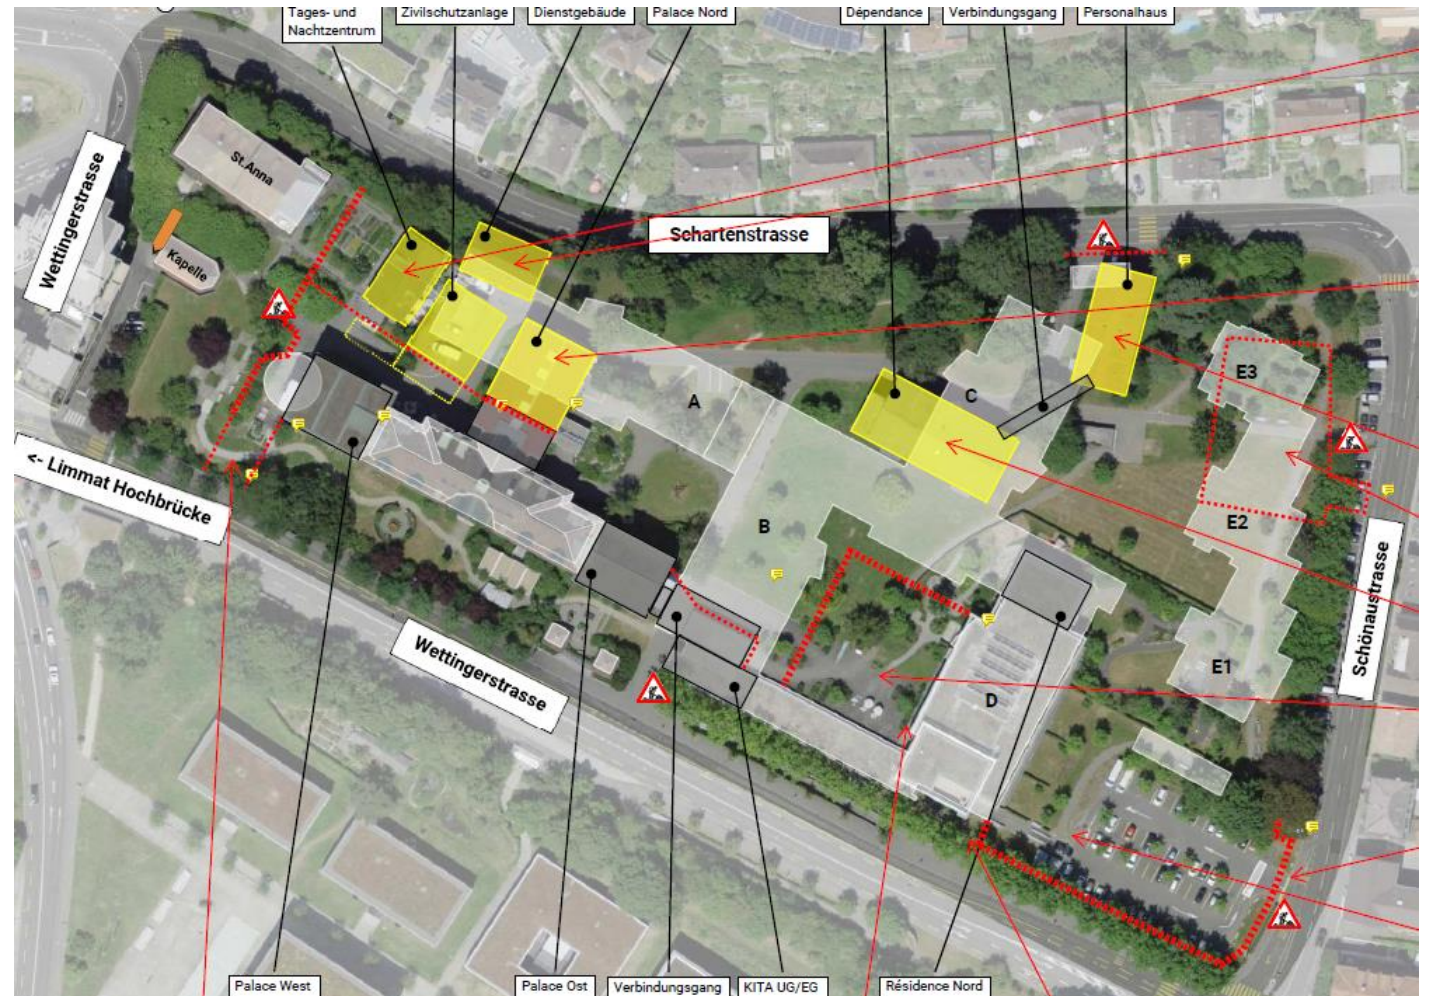 Tages- und
Nachtzentrum
Zivilschutzanlage
Dienstgebäude
Palace Nord
Dépendance
Verbindungsgang
Personalhaus
Wettingerstrasse
St.Anna
Kapelle
Schartenstrasse
A
B
C
D
E3
E2
E1
<- Limmat Hochbrücke
Wettingerstrasse
Schönaustrasse
Palace West
Palace Ost
Verbindungsgang
KITA UG/EG
Résidence Nord